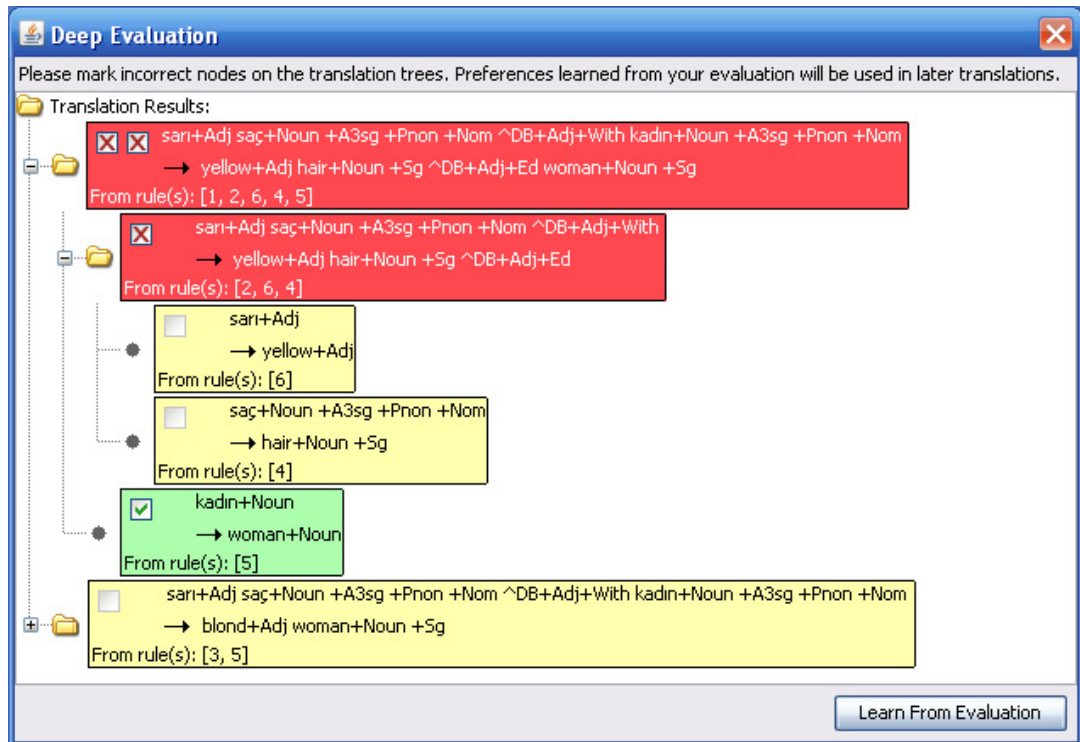 Deep Evaluation
Please mark incorrect nodes on the translation trees. Preferences learned from your evaluation will be used in later translations.
Translation Results:
sarı+Adj saç+Noun +A3sg +Pnon +Nom ^DB+Adj+With kadın+Noun +A3sg +Pnon +Nom
→ yellow+Adj hair+Noun +Sg ^DB+Adj+Ed woman+Noun +Sg
From rule(s): [1, 2, 6, 4, 5]
sarı+Adj saç+Noun +A3sg +Pnon +Nom ^DB+Adj+With
→ yellow+Adj hair+Noun +Sg ^DB+Adj+Ed
From rule(s): [2, 6, 4]
sarı+Adj
→ yellow+Adj
From rule(s): [6]
saç+Noun +A3sg +Pnon +Nom
→ hair+Noun +Sg
From rule(s): [4]
kadın+Noun
→ woman+Noun
From rule(s): [5]
sarı+Adj saç+Noun +A3sg +Pnon +Nom ^DB+Adj+With kadın+Noun +A3sg +Pnon +Nom
→ blond+Adj woman+Noun +Sg
From rule(s): [3, 5]
Learn From Evaluation